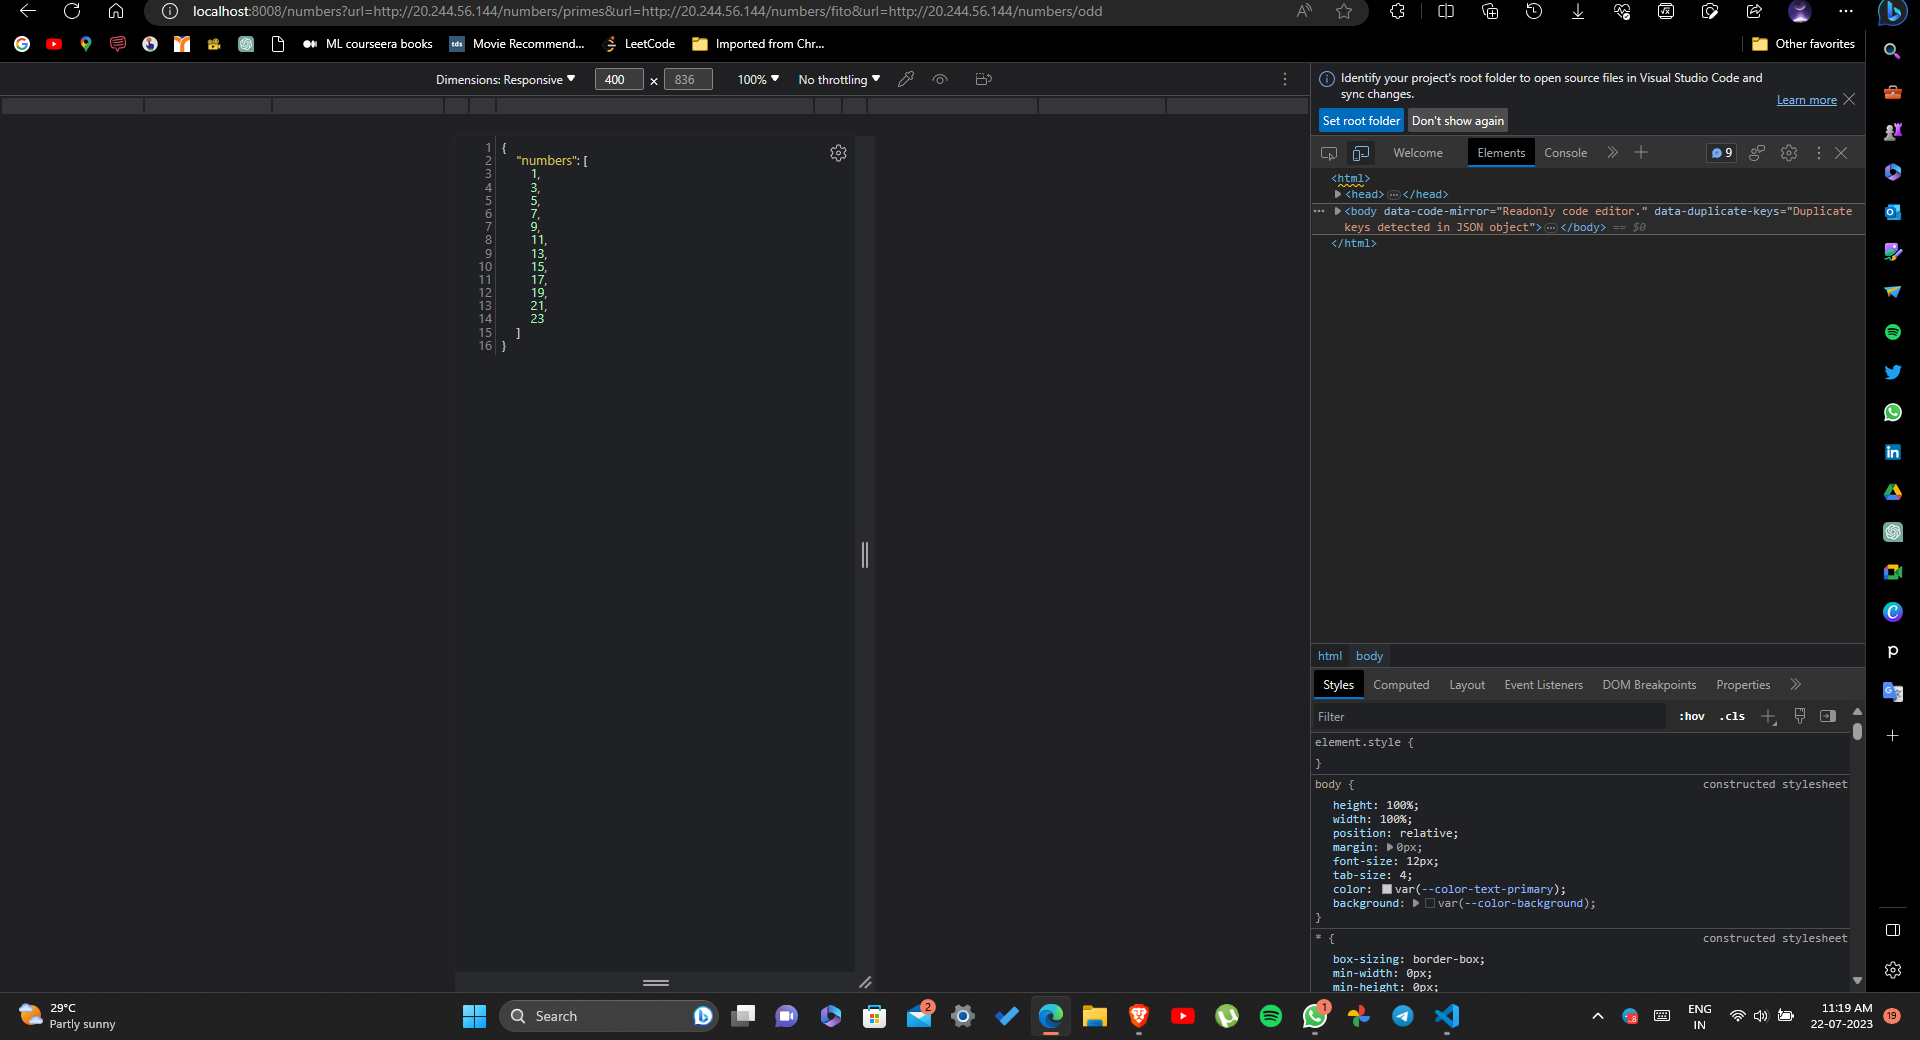 localhost:8008/numbers?url=http://20.244.56.144/numbers/primes&url=http://20.244.56.144/numbers/fito&url=http://20.244.56.144/numbers/odd
ML courseera books
tds
Movie Recommend...
LeetCode
Imported from Chr...
Other favorites
Dimensions: Responsive
400 × 836
100%
No throttling
1 {
2 "numbers": [
3 1,
4 3,
5 5,
6 7,
7 9,
8 11,
9 13,
10 15,
11 17,
12 19,
13 21,
14 23
15 ]
16 }
Identify your project's root folder to open source files in Visual Studio Code and
sync changes.
Learn more
Set root folder
Don't show again
Welcome
Elements
Console
9
<html>
<head> ... </head>
<body data-code-mirror="Readonly code editor." data-duplicate-keys="Duplicate
keys detected in JSON object"> ... </body> == $0
</html>
html
body
Styles
Computed
Layout
Event Listeners
DOM Breakpoints
Properties
Filter
:hov
.cls
element.style {
}
body {
constructed stylesheet
height: 100%;
width: 100%;
position: relative;
margin: 0px;
font-size: 12px;
tab-size: 4;
color: var(--color-text-primary);
background: var(--color-background);
}
* {
constructed stylesheet
box-sizing: border-box;
min-width: 0px;
min-height: 0px;
29°C
Partly sunny
Search
2
1
ENG
IN
11:19 AM
22-07-2023
19